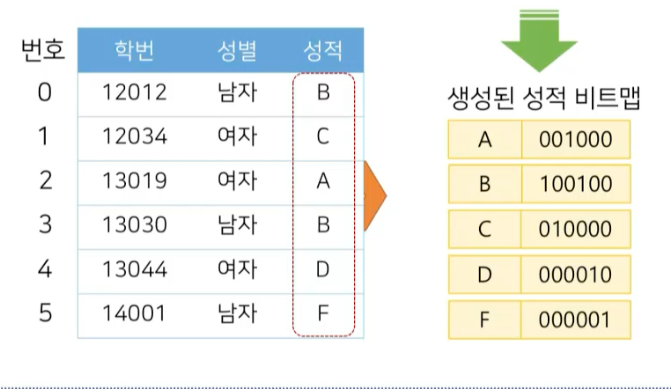 번호 학번 성별 성적
0 12012 남자 B
1 12034 여자 C
2 13019 여자 A
3 13030 남자 B
4 13044 여자 D
5 14001 남자 F
생성된 성적 비트맵
A 001000
B 100100
C 010000
D 000010
F 000001